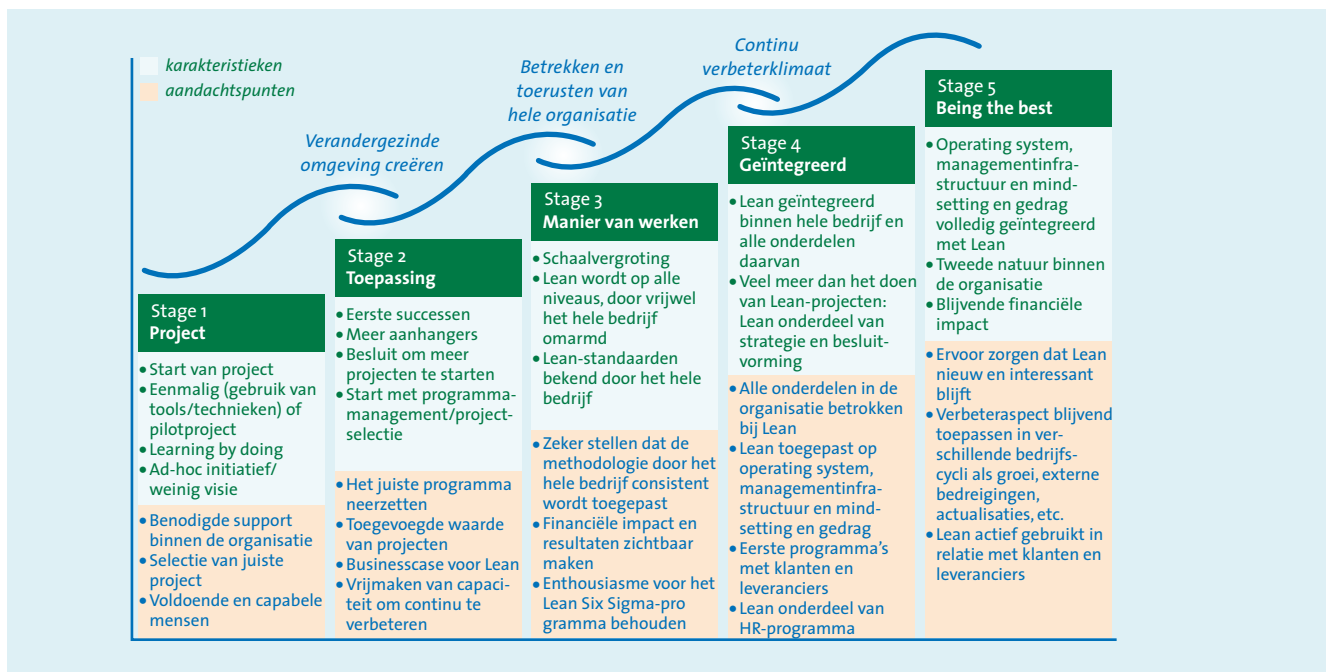 karakteristieken
aandachtspunten
Verandergezinde
omgeving creëren
Betrekken en
toerusten van
hele organisatie
Continu
verbeterklimaat
Stage 1
Project
• Start van project
• Eenmalig (gebruik van
tools/technieken) of
pilotproject
• Learning by doing
• Ad-hoc initiatief/
weinig visie
• Benodigde support
binnen de organisatie
• Selectie van juiste
project
• Voldoende en capabele
mensen
Stage 2
Toepassing
• Eerste successen
• Meer aanhangers
• Besluit om meer
projecten te starten
• Start met programma-
management/project-
selectie
• Het juiste programma
neerzetten
• Toegevoegde waarde
van projecten
• Businesscase voor Lean
• Vrijmaken van capaci-
teit om continu te
verbeteren
Stage 3
Manier van werken
• Schaalvergroting
• Lean wordt op alle
niveaus, door vrijwel
het hele bedrijf
omarmd
• Lean-standaarden
bekend door het hele
bedrijf
• Zeker stellen dat de
methodologie door het
hele bedrijf consistent
wordt toegepast
• Financiële impact en
resultaten zichtbaar
maken
• Enthousiasme voor het
Lean Six Sigma-pro
gramma behouden
Stage 4
Geïntegreerd
• Lean geïntegreerd
binnen hele bedrijf en
alle onderdelen
daarvan
• Veel meer dan het doen
van Lean-projecten:
Lean onderdeel van
strategie en besluit-
vorming
• Alle onderdelen in de
organisatie betrokken
bij Lean
• Lean toegepast op
operating system,
managementinfra-
structuur en mind-
setting en gedrag
• Eerste programma's
met klanten en
leveranciers
• Lean onderdeel van
HR-programma
Stage 5
Being the best
• Operating system,
managementinfra-
structuur en mind-
setting en gedrag
volledig geïntegreerd
met Lean
• Tweede natuur binnen
de organisatie
• Blijvende financiële
impact
• Ervoor zorgen dat Lean
nieuw en interessant
blijft
• Verbeteraspect blijvend
toepassen in ver-
schillende bedrijfs-
cycli als groei, externe
bedreigingen,
actualisaties, etc.
• Lean actief gebruikt in
relatie met klanten en
leveranciers